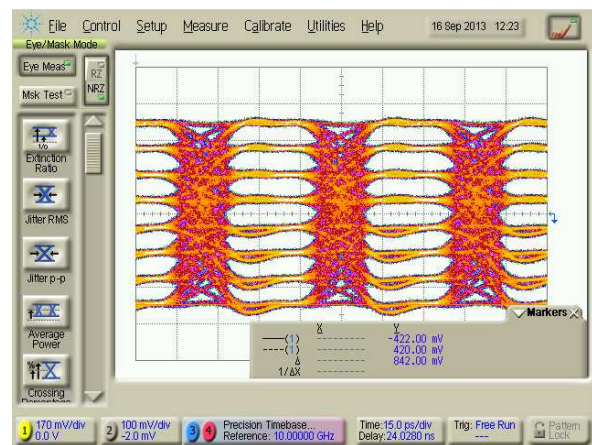 File Control Setup Measure Calibrate Utilities Help 16 Sep 2013 12:23
Eye/Mask Mode
Eye Meas
RZ
Msk Test
NRZ
1/0
Extinction
Ratio
Jitter RMS
Jitter p-p
Average
Power
Crossing
Markers X
X Y
(1) --------- -422.00 mV
----(1) --------- 420.00 mV
Δ --------- 842.00 mV
1/ΔX ---------
1 170 mV/div
0.0 V
2 100 mV/div
-2.0 mV
3 4 Precision Timebase...
Reference: 10.00000 GHz
Time:15.0 ps/div
Delay:24.0280 ns
Trig: Free Run
Pattern
Lock